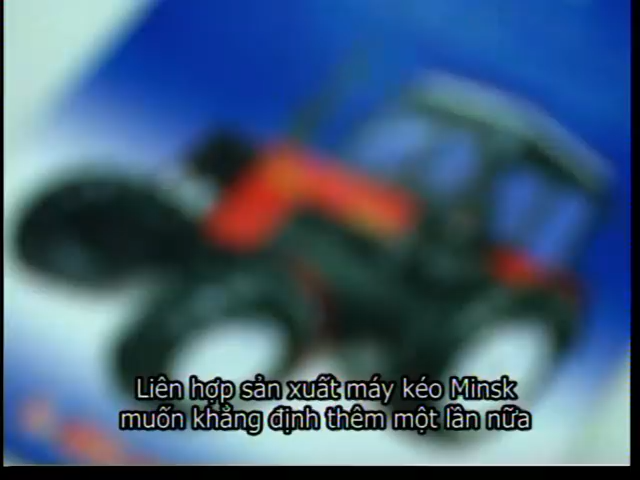 Liên hợp sản xuất máy kéo Minsk
muốn khẳng định thêm một lần nữa